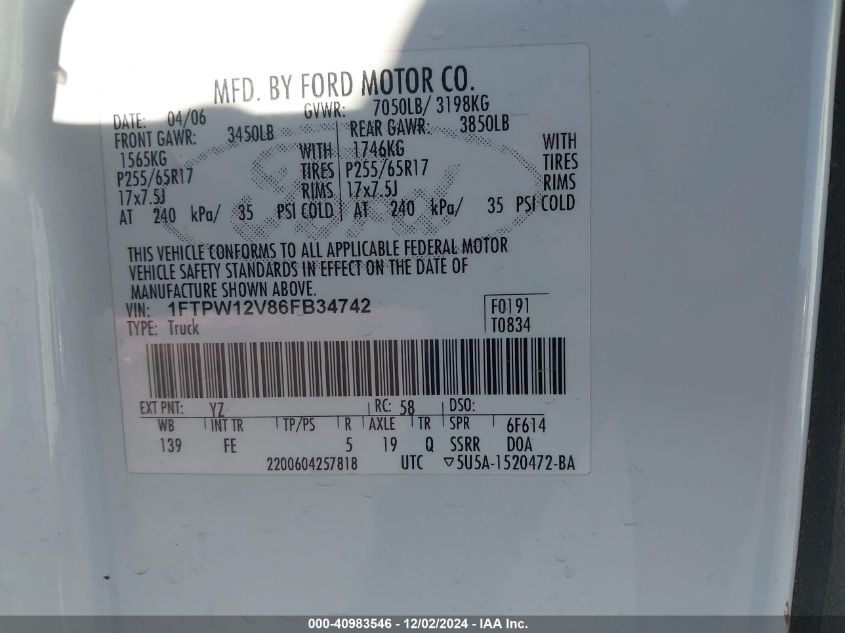 MFD. BY FORD MOTOR CO.
DATE: 04/06 GVWR: 7050LB/ 3198KG
FRONT GAWR: 3450LB REAR GAWR: 3850LB
1565KG WITH 1746KG WITH
P255/65R17 TIRES P255/65R17 TIRES
17x7.5J RIMS 17x7.5J RIMS
AT 240 kPa/ 35 PSI COLD AT 240 kPa/ 35 PSI COLD
Ford
THIS VEHICLE CONFORMS TO ALL APPLICABLE FEDERAL MOTOR
VEHICLE SAFETY STANDARDS IN EFFECT ON THE DATE OF
MANUFACTURE SHOWN ABOVE.
VIN: 1FTPW12V86FB34742 F0191
TYPE: Truck T0834
EXT PNT: YZ RC: 58 DSO:
WB INT TR TP/PS R AXLE TR SPR 6F614
139 FE 5 19 Q SSRR DOA
2200604257818 UTC ▽5U5A-1520472-BA
000-40983546 - 12/02/2024 - IAAI.com